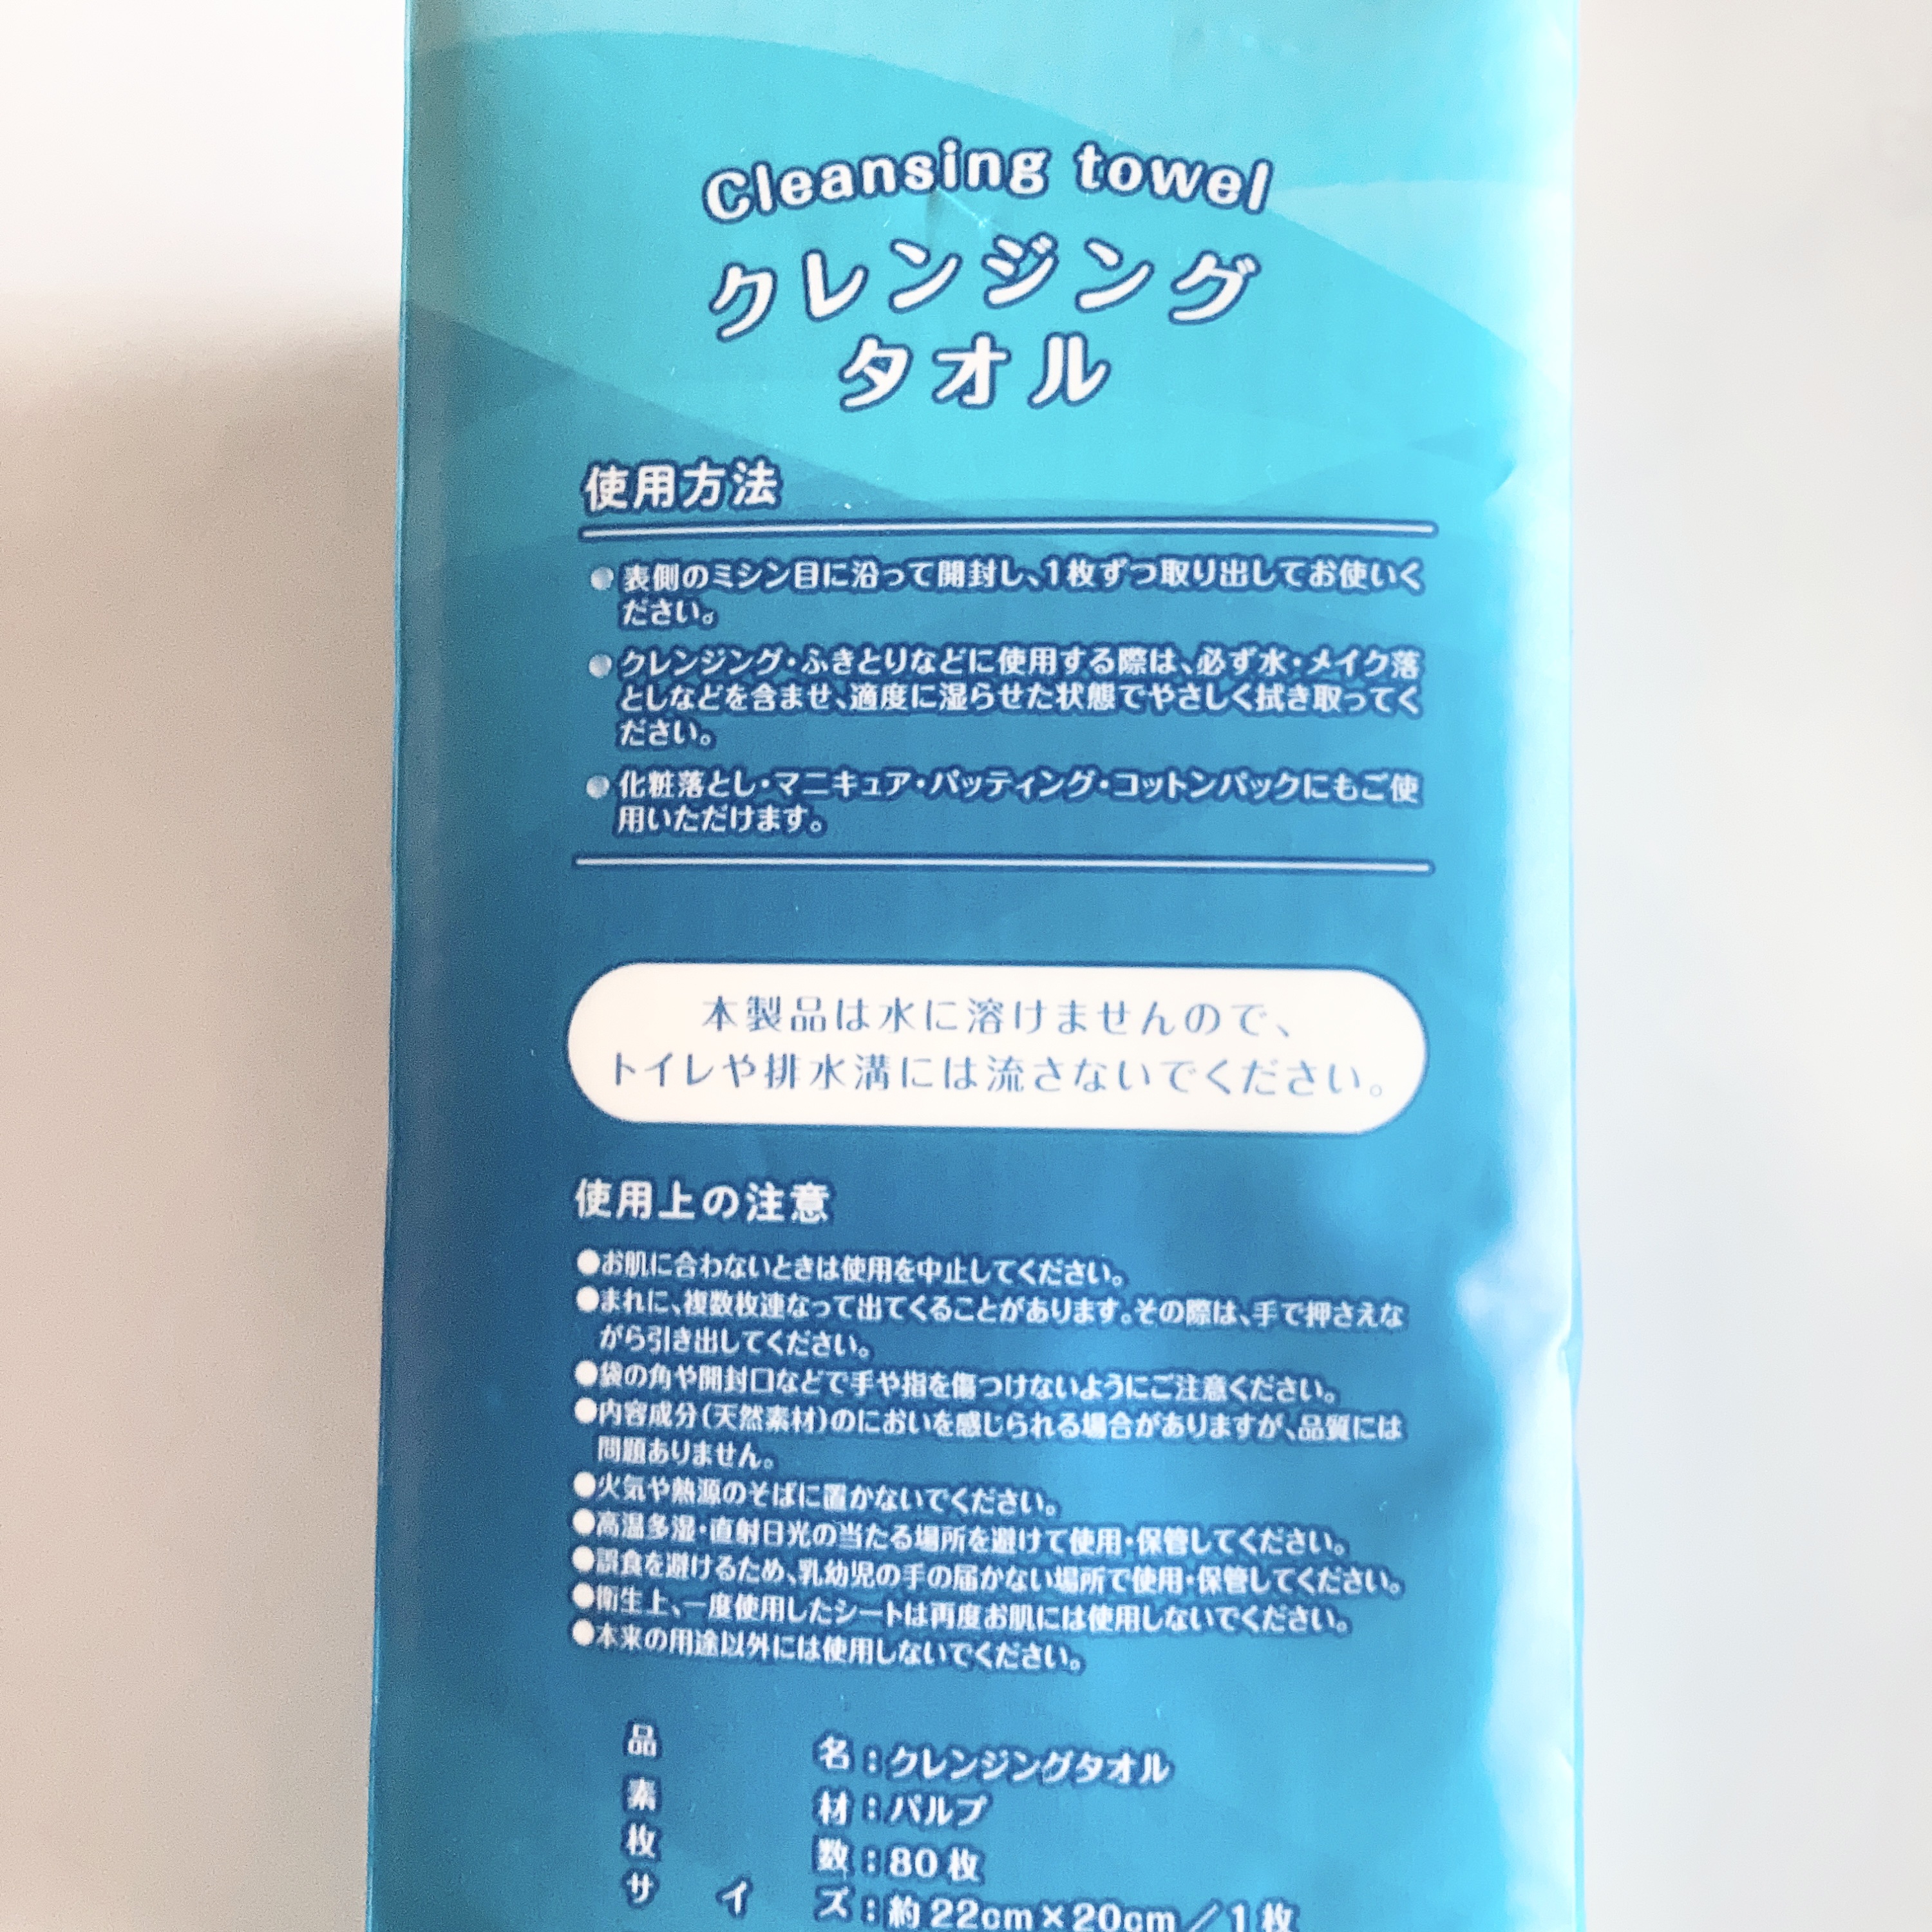 Cleansing towel
クレンジング
タオル
使用方法
●表側のミシン目に沿って開封し、1枚ずつ取り出してお使いく
ださい。
●クレンジング・ふきとりなどに使用する際は、必ず水・メイク落
としなどを含ませ、適度に湿らせた状態でやさしく拭き取ってく
ださい。
●化粧落とし・マニキュア・パッティング・コットンパックにもご使
用いただけます。
本製品は水に溶けませんので、
トイレや排水溝には流さないでください。
使用上の注意
●お肌に合わないときは使用を中止してください。
●まれに、複数枚連なって出てくることがあります。その際は、手で押さえな
がら引き出してください。
●袋の角や開封口などで手や指を傷つけないようにご注意ください。
●内容成分(天然素材)のにおいを感じられる場合がありますが、品質には
問題ありません。
●火気や熱源のそばに置かないでください。
●高温多湿・直射日光の当たる場所を避けて使用・保管してください。
●誤食を避けるため、乳幼児の手の届かない場所で使用・保管してください。
●衛生上、一度使用したシートは再度お肌には使用しないでください。
●本来の用途以外には使用しないでください。
品名:クレンジングタオル
素材:パルプ
枚数:80枚
サイズ:約22cm×20cm/1枚